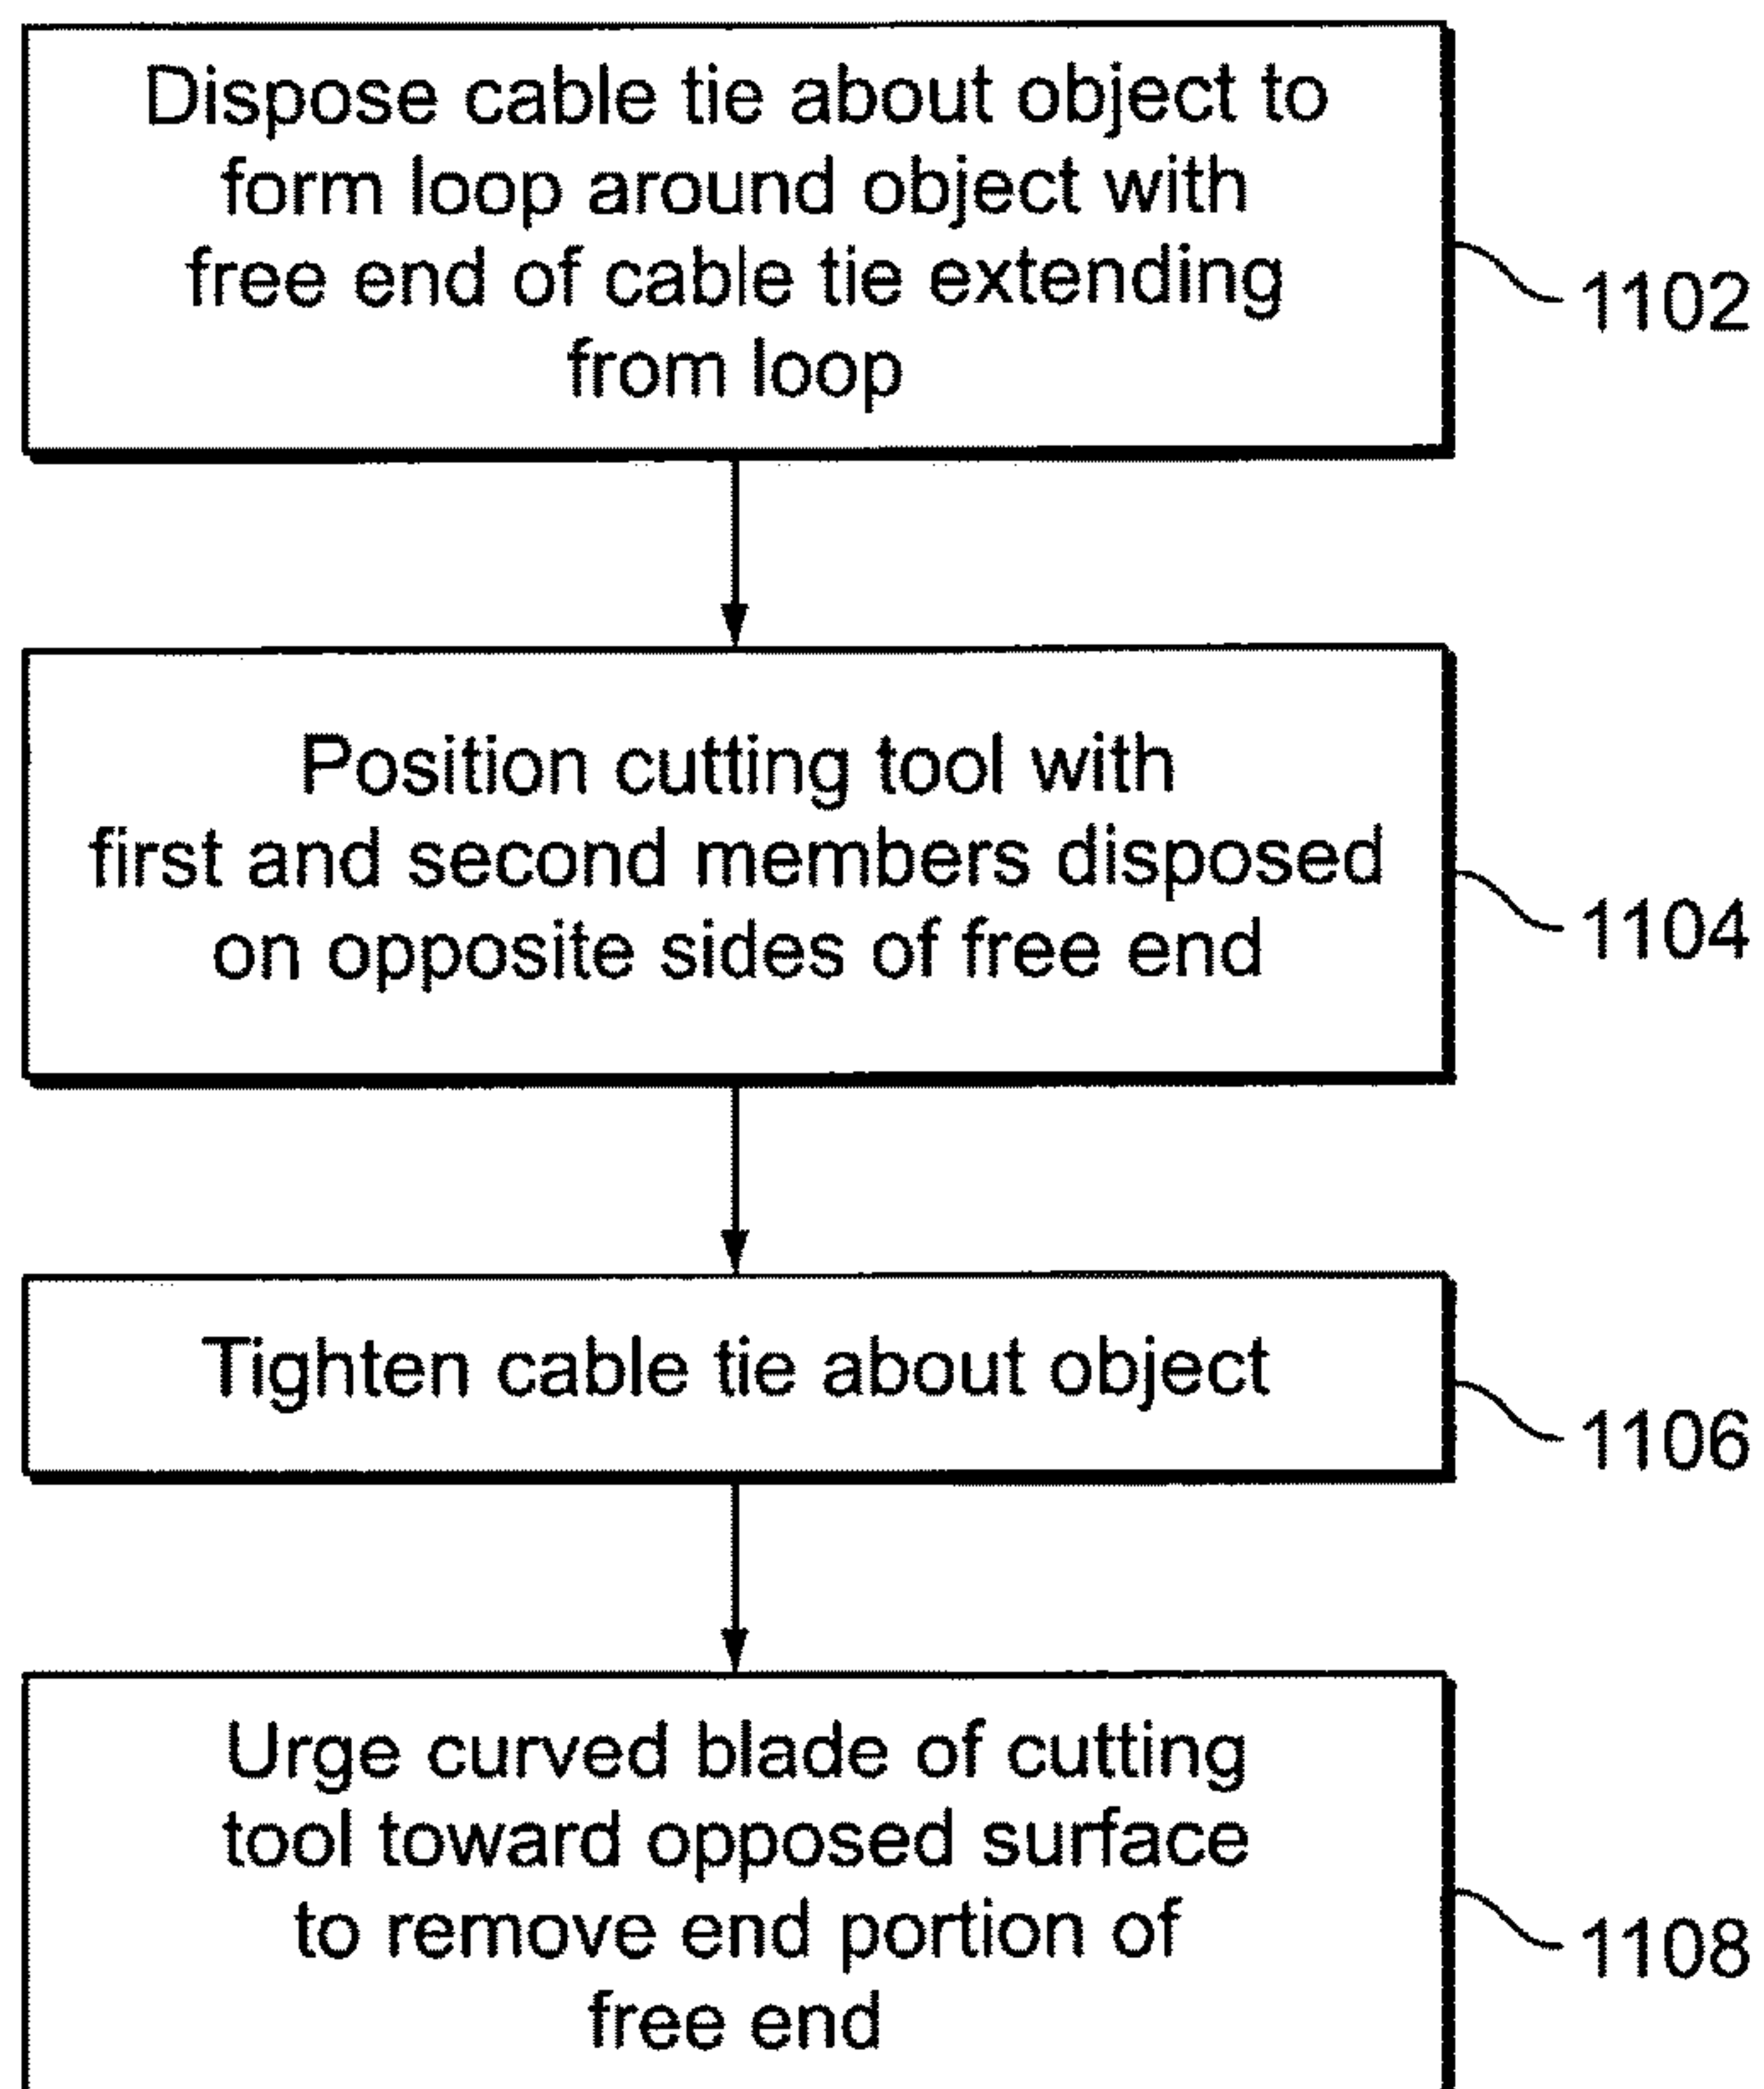 Dispose cable tie about object to
form loop around object with
free end of cable tie extending
from loop
1102
Position cutting tool with
first and second members disposed
on opposite sides of free end
1104
Tighten cable tie about object
1106
Urge curved blade of cutting
tool toward opposed surface
to remove end portion of
free end
1108